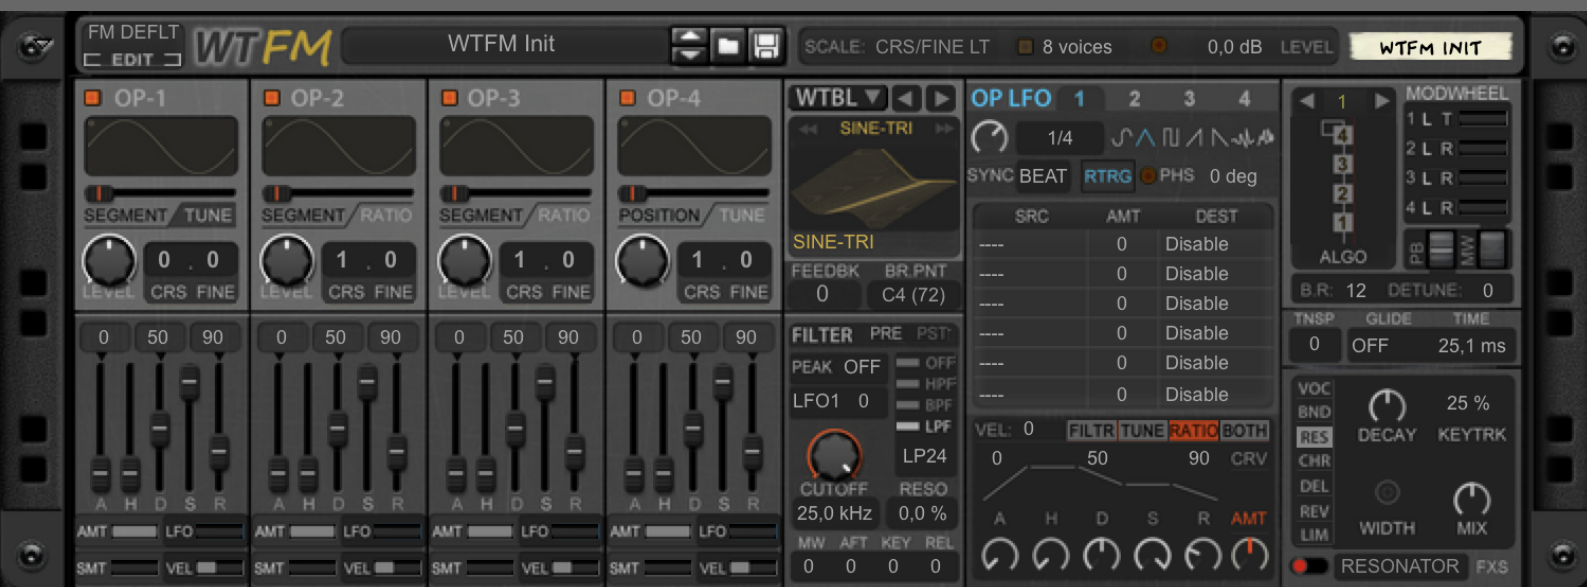 FM DEFLT
EDIT
WTFM
WTFM Init
SCALE: CRS/FINE LT 8 voices 0,0 dB LEVEL
WTFM INIT
OP-1 OP-2 OP-3 OP-4
SEGMENT TUNE SEGMENT RATIO SEGMENT RATIO POSITION TUNE
0 . 0 1 . 0 1 . 0 1 . 0
LEVEL CRS FINE LEVEL CRS FINE LEVEL CRS FINE CRS FINE
0 50 90 0 50 90 0 50 90 0 50 90
A H D S R A H D S R A H D S R A H D S R
AMT LFO AMT LFO AMT LFO AMT LFO
SMT VEL SMT VEL SMT VEL SMT VEL
WTBL
SINE-TRI
SINE-TRI
FEEDBK BR.PNT
0 C4 (72)
FILTER PRE PST
PEAK OFF OFF
HPF
LFO1 0 BPF
LPF
LP24
CUTOFF RESO
25,0 kHz 0,0 %
MW AFT KEY REL
0 0 0 0
OP LFO 1 2 3 4
1/4
SYNC BEAT RTRG PHS 0 deg
SRC AMT DEST
---- 0 Disable
---- 0 Disable
---- 0 Disable
---- 0 Disable
---- 0 Disable
---- 0 Disable
VEL: 0 FILTR TUNE RATIO BOTH
0 50 90 CRV
A H D S R AMT
1 MODWHEEL
4 1 L T
3 2 L R
2 3 L R
1 4 L R
ALGO PB MW
B.R: 12 DETUNE: 0
TNSP GLIDE TIME
0 OFF 25,1 ms
VOC
BND 25 %
RES DECAY KEYTRK
CHR
DEL
REV WIDTH MIX
LIM
RESONATOR FXS